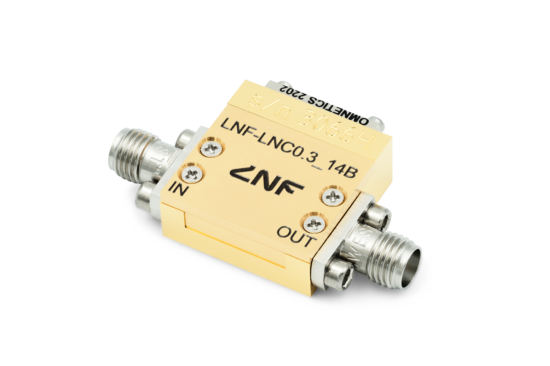 OMNETICS 2202
LNF-LNC0.3_14B
LNF
IN
OUT